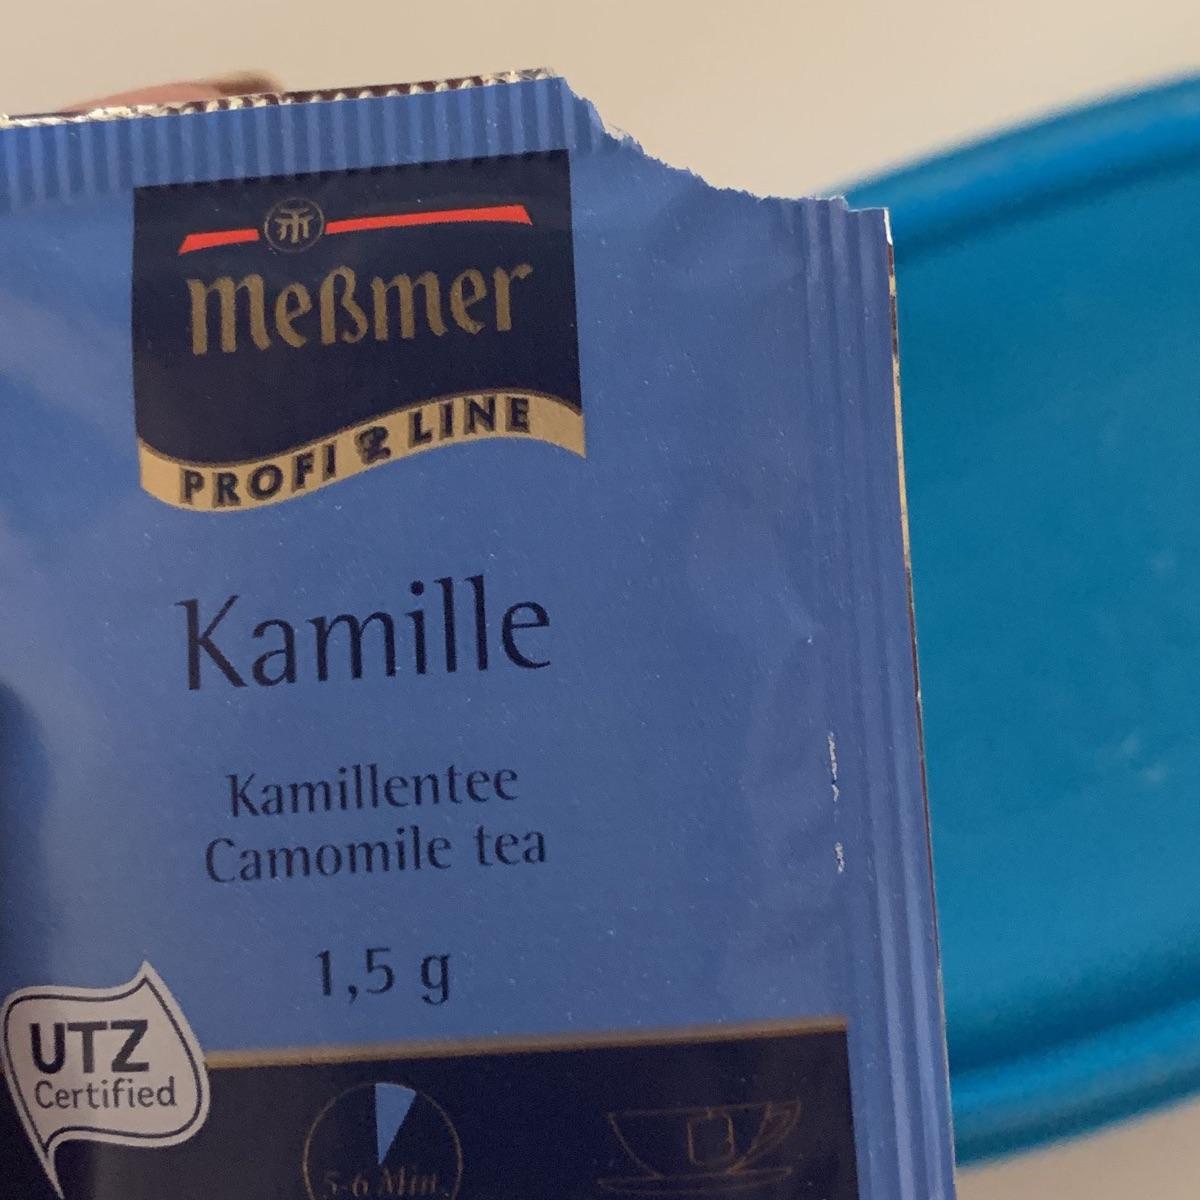 Meßmer
PROFI LINE
Kamille
Kamillentee
Camomile tea
1,5 g
UTZ
Certified
5-6 Min.